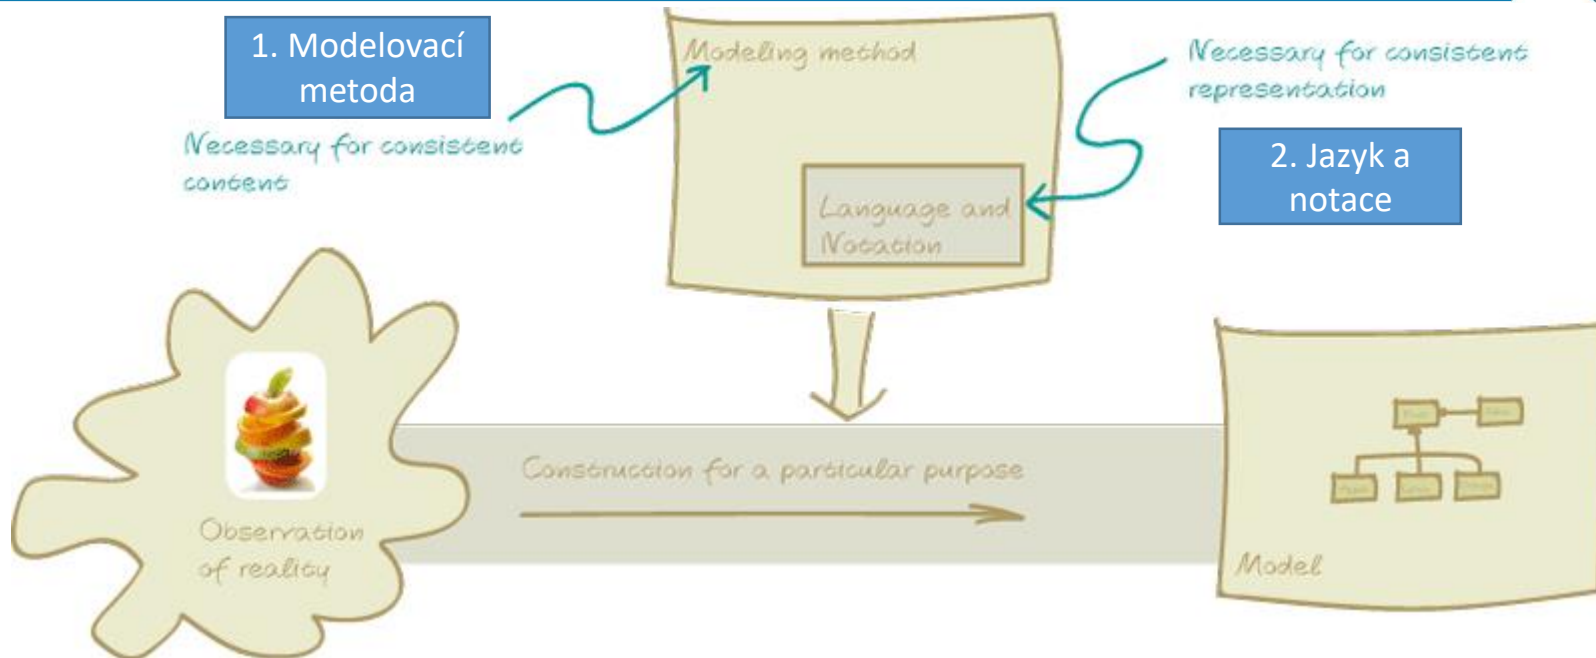 1. Modelovací
metoda
Necessary for consistent
content
Modeling method
Language and
Notation
Necessary for consistent
representation
2. Jazyk a
notace
Observation
of reality
Construction for a particular purpose
Model